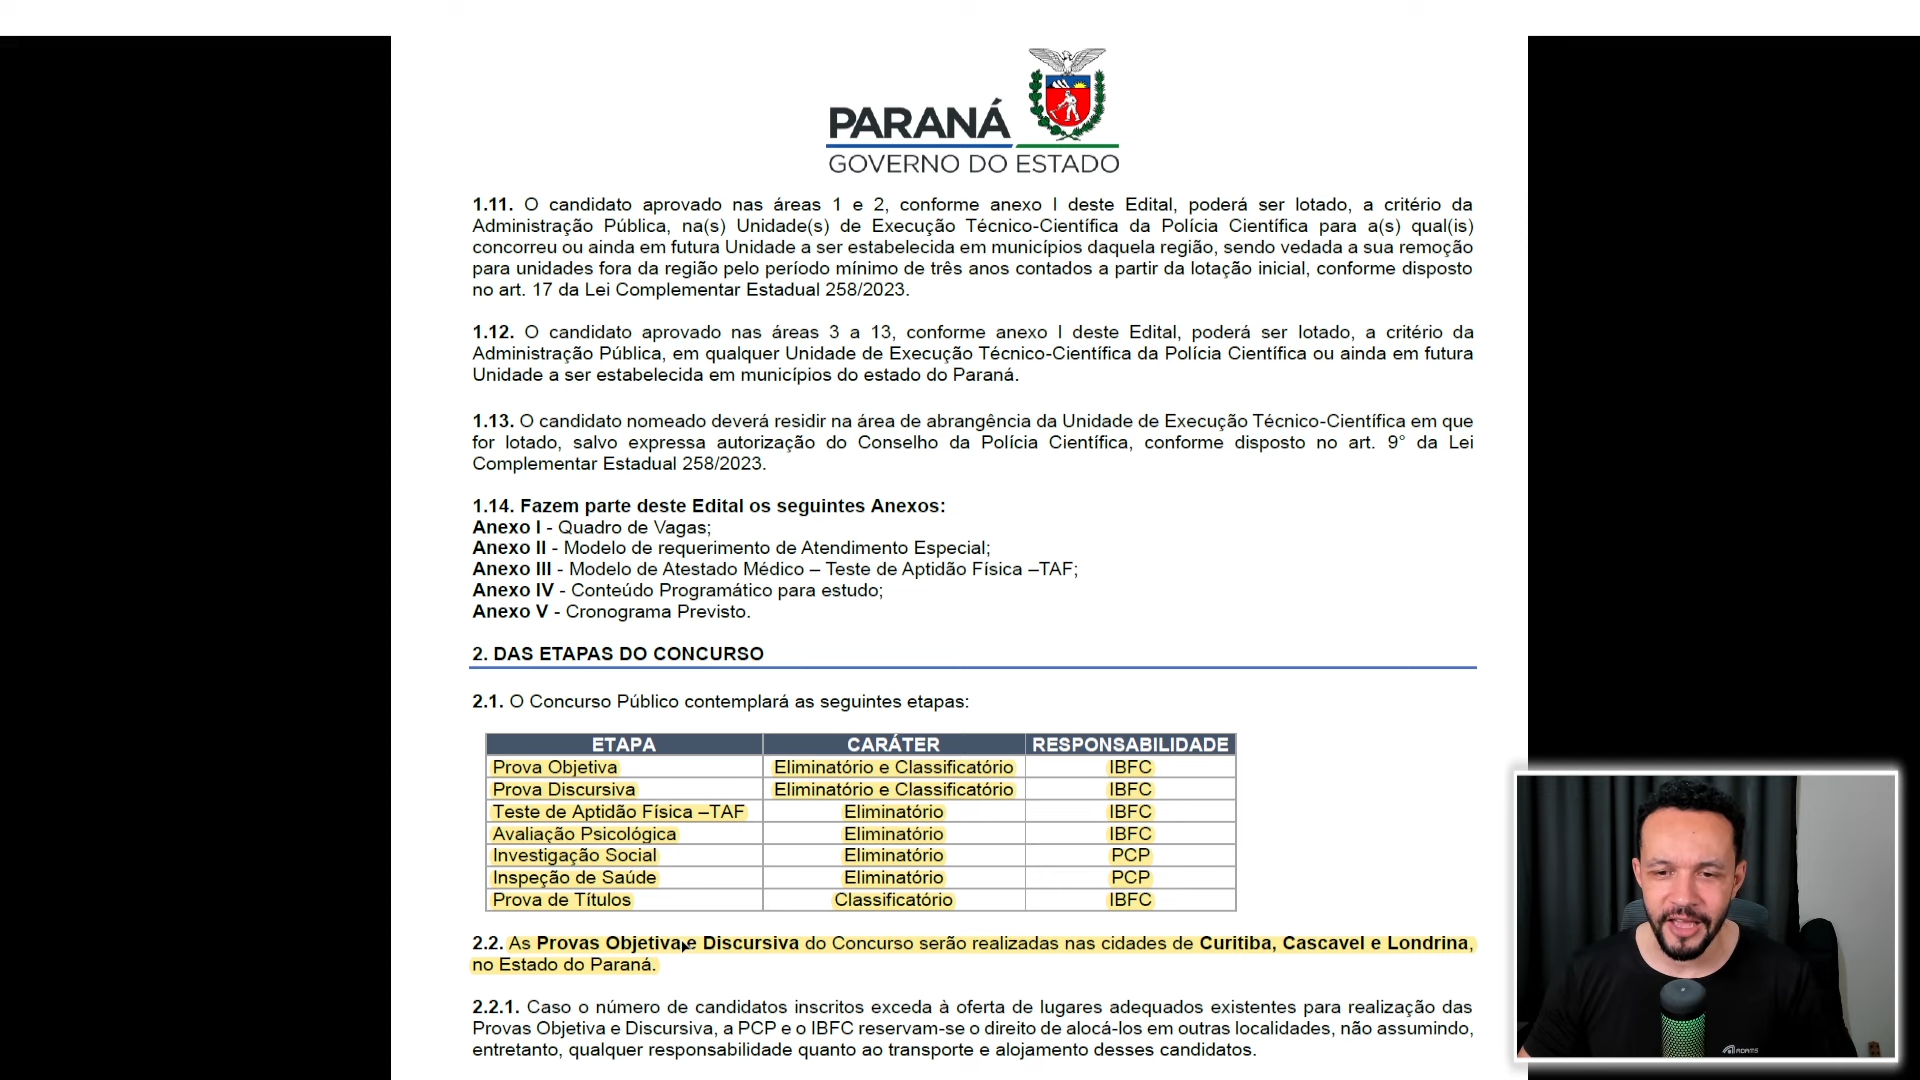 PARANÁ
GOVERNO DO ESTADO
1.11. O candidato aprovado nas áreas 1 e 2, conforme anexo I deste Edital, poderá ser lotado, a critério da
Administração Pública, na(s) Unidade(s) de Execução Técnico-Científica da Polícia Científica para a(s) qual(is)
concorreu ou ainda em futura Unidade a ser estabelecida em municípios daquela região, sendo vedada a sua remoção
para unidades fora da região pelo período mínimo de três anos contados a partir da lotação inicial, conforme disposto
no art. 17 da Lei Complementar Estadual 258/2023.
1.12. O candidato aprovado nas áreas 3 a 13, conforme anexo I deste Edital, poderá ser lotado, a critério da
Administração Pública, em qualquer Unidade de Execução Técnico-Científica da Polícia Científica ou ainda em futura
Unidade a ser estabelecida em municípios do estado do Paraná.
1.13. O candidato nomeado deverá residir na área de abrangência da Unidade de Execução Técnico-Científica em que
for lotado, salvo expressa autorização do Conselho da Polícia Científica, conforme disposto no art. 9° da Lei
Complementar Estadual 258/2023.
1.14. Fazem parte deste Edital os seguintes Anexos:
Anexo I - Quadro de Vagas;
Anexo II - Modelo de requerimento de Atendimento Especial;
Anexo III - Modelo de Atestado Médico – Teste de Aptidão Física –TAF;
Anexo IV - Conteúdo Programático para estudo;
Anexo V - Cronograma Previsto.
2. DAS ETAPAS DO CONCURSO
2.1. O Concurso Público contemplará as seguintes etapas:
ETAPA CARÁTER RESPONSABILIDADE
Prova Objetiva Eliminatório e Classificatório IBFC
Prova Discursiva Eliminatório e Classificatório IBFC
Teste de Aptidão Física –TAF Eliminatório IBFC
Avaliação Psicológica Eliminatório IBFC
Investigação Social Eliminatório PCP
Inspeção de Saúde Eliminatório PCP
Prova de Títulos Classificatório IBFC
2.2. As Provas Objetiva e Discursiva do Concurso serão realizadas nas cidades de Curitiba, Cascavel e Londrina,
no Estado do Paraná.
2.2.1. Caso o número de candidatos inscritos exceda à oferta de lugares adequados existentes para realização das
Provas Objetiva e Discursiva, a PCP e o IBFC reservam-se o direito de alocá-los em outras localidades, não assumindo,
entretanto, qualquer responsabilidade quanto ao transporte e alojamento desses candidatos.
ADAMS